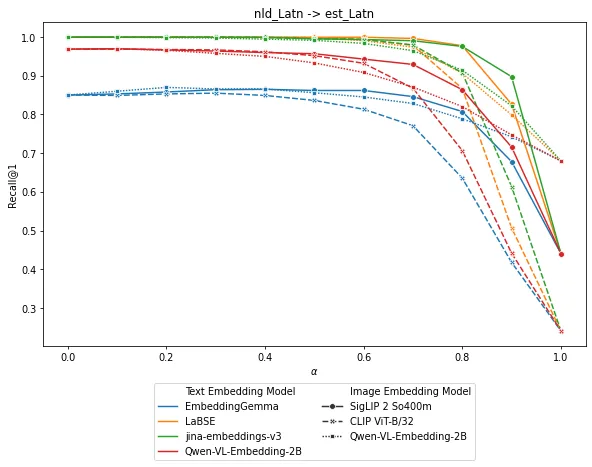 nld_Latn -> est_Latn
Recall@1
1.0
0.9
0.8
0.7
0.6
0.5
0.4
0.3
0.0 0.2 0.4 0.6 0.8 1.0
α
Text Embedding Model
EmbeddingGemma
LaBSE
jina-embeddings-v3
Qwen-VL-Embedding-2B
Image Embedding Model
SigLIP 2 So400m
CLIP ViT-B/32
Qwen-VL-Embedding-2B